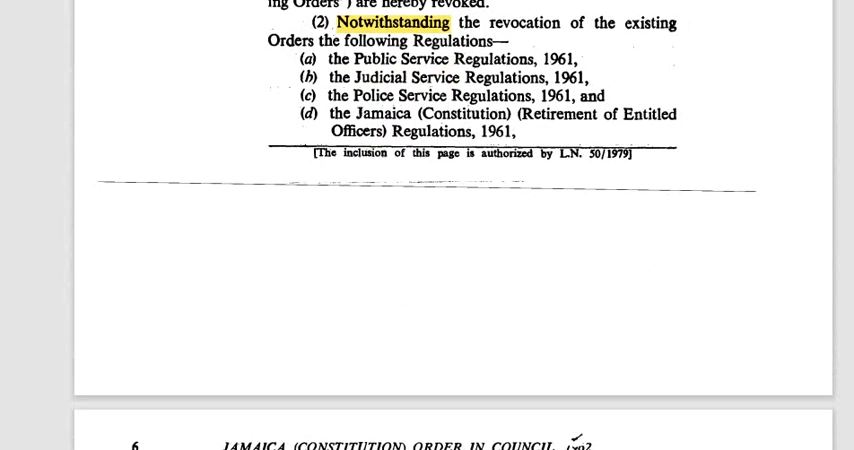 ing Orders") are hereby revoked.
(2) Notwithstanding the revocation of the existing
Orders the following Regulations—
(a) the Public Service Regulations, 1961,
(b) the Judicial Service Regulations, 1961,
(c) the Police Service Regulations, 1961, and
(d) the Jamaica (Constitution) (Retirement of Entitled
Officers) Regulations, 1961,
[The inclusion of this page is authorized by L.N. 50/1979]
6 JAMAICA (CONSTITUTION) ORDER IN COUNCIL